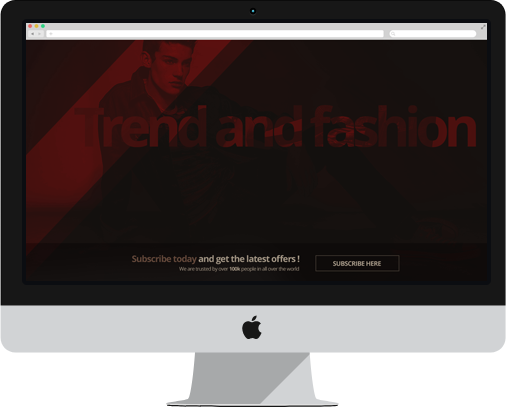 Trend and fashion
Subscribe today and get the latest offers !
We are trusted by over 100k people in all over the world
SUBSCRIBE HERE